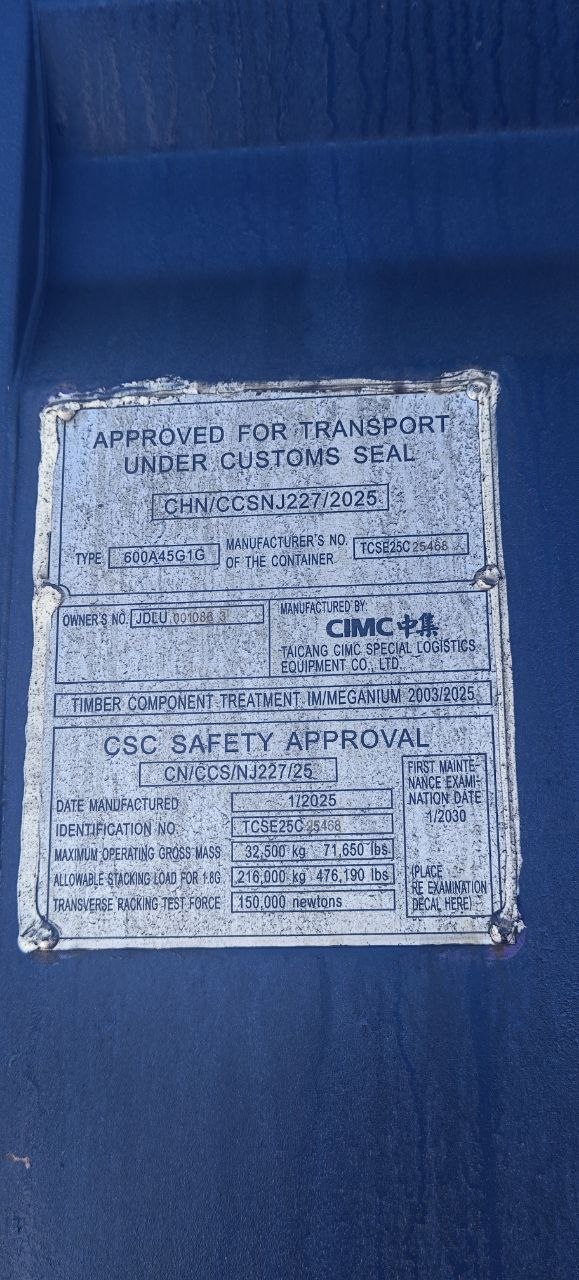 APPROVED FOR TRANSPORT
UNDER CUSTOMS SEAL
CHN/CCSNJ227/2025
TYPE 600A45G1G
MANUFACTURER'S NO.
OF THE CONTAINER
TCSE25C25468
OWNER'S NO. JDLU 001086 3
MANUFACTURED BY:
CIMC 中集
TAICANG CIMC SPECIAL LOGISTICS
EQUIPMENT CO., LTD.
TIMBER COMPONENT TREATMENT IM/MEGANIUM 2003/2025
CSC SAFETY APPROVAL
CN/CCS/NJ227/25
DATE MANUFACTURED 1/2025
IDENTIFICATION NO. TCSE25C25468
MAXIMUM OPERATING GROSS MASS 32,500 kg 71,650 lbs
ALLOWABLE STACKING LOAD FOR 1.8G 216,000 kg 476,190 lbs
TRANSVERSE RACKING TEST FORCE 150,000 newtons
FIRST MAINTE-
NANCE EXAMI-
NATION DATE
1/2030
(PLACE
RE EXAMINATION
DECAL HERE)